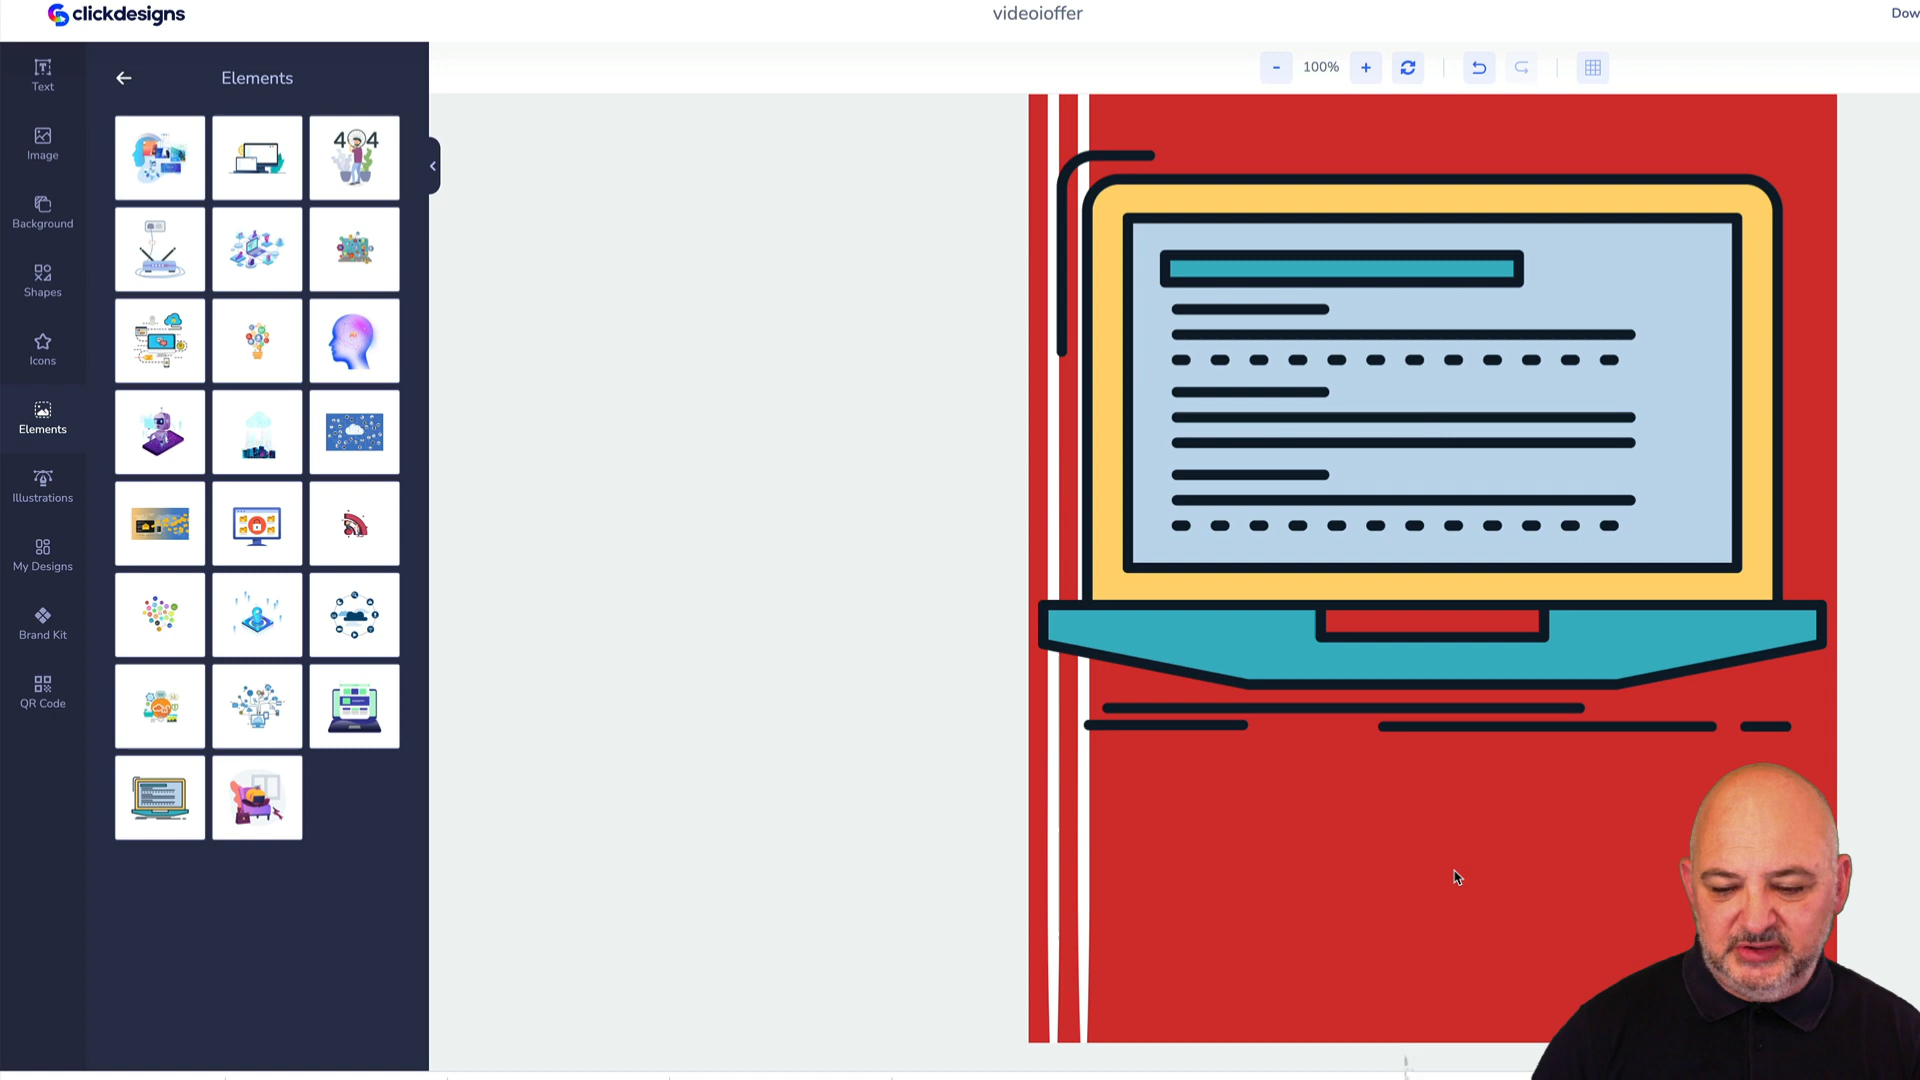 clickdesigns
videoioffer
Dow
Text
Elements
100%
Image
404
Background
Shapes
Icons
Elements
Illustrations
My Designs
Brand Kit
QR Code